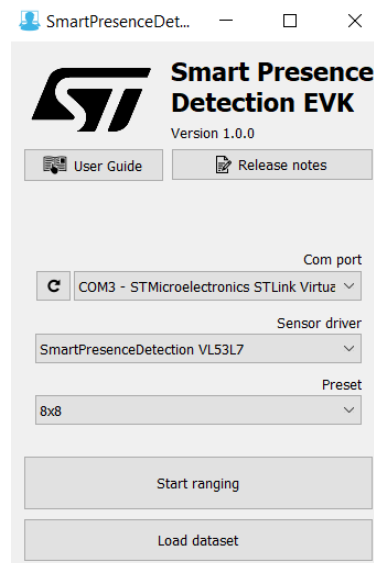 SmartPresenceDet...
Smart Presence
Detection EVK
Version 1.0.0
User Guide
Release notes
Com port
COM3 - STMicroelectronics STLink Virtua
Sensor driver
SmartPresenceDetection VL53L7
Preset
8x8
Start ranging
Load dataset